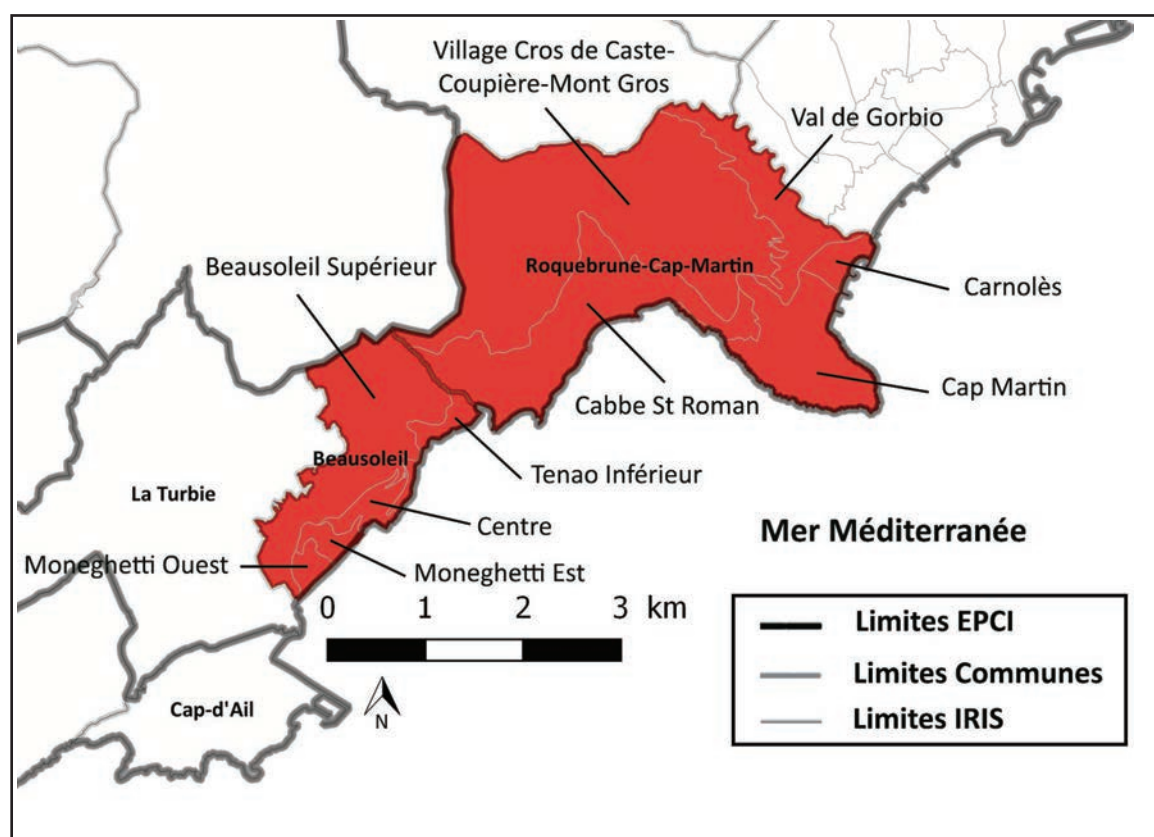 Village Cros de Caste-
Coupière-Mont Gros
Val de Gorbio
Beausoleil Supérieur
Roquebrune-Cap-Martin
Carnolès
Cap Martin
Cabbe St Roman
Beausoleil
Tenao Inférieur
La Turbie
Centre
Mer Méditerranée
Moneghetti Ouest
Moneghetti Est
0 1 2 3 km
Limites EPCI
Limites Communes
Limites IRIS
Cap-d'Ail
N